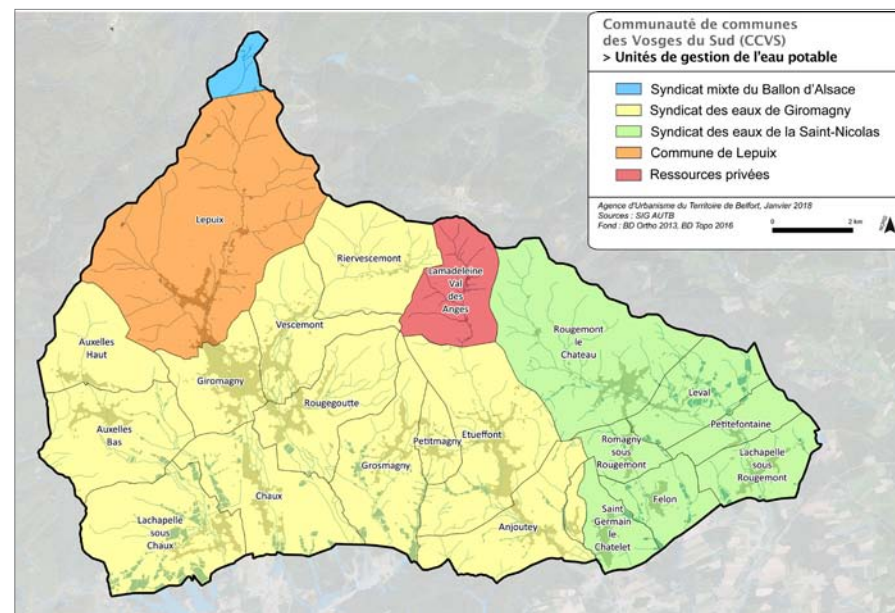 Communauté de communes
des Vosges du Sud (CCVS)
> Unités de gestion de l'eau potable
Syndicat mixte du Ballon d'Alsace
Syndicat des eaux de Giromagny
Syndicat des eaux de la Saint-Nicolas
Commune de Lepuix
Ressources privées
Agence d'Urbanisme du Territoire de Belfort, Janvier 2018
Sources : SIG AUTB
Fond : BD Ortho 2013, BD Topo 2016
0 2 km
Lepuix
Riervescemont
Lamadeleine
Val
des
Anges
Vescemont
Auxelles
Haut
Rougemont
le
Chateau
Giromagny
Rougegoutte
Leval
Auxelles
Bas
Petitmagny
Etueffont
Petitefontaine
Romagny
sous
Rougemont
Lachapelle
sous
Rougemont
Grosmagny
Chaux
Felon
Saint
Germain
le
Chatelet
Lachapelle
sous
Chaux
Anjoutey